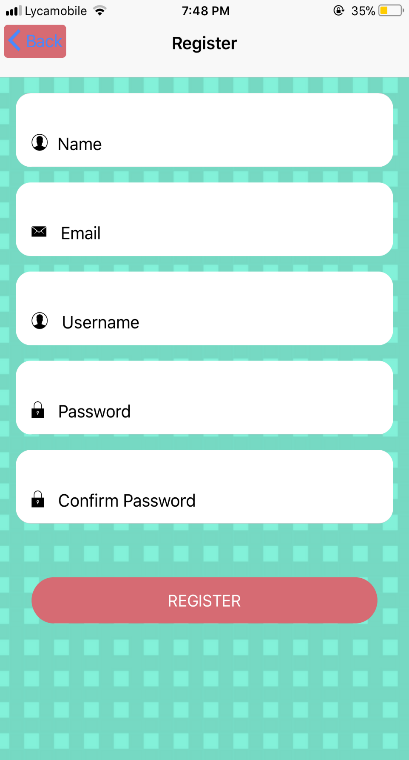 Lycamobile 7:48 PM 35%
Back Register
Name
Email
Username
Password
Confirm Password
REGISTER